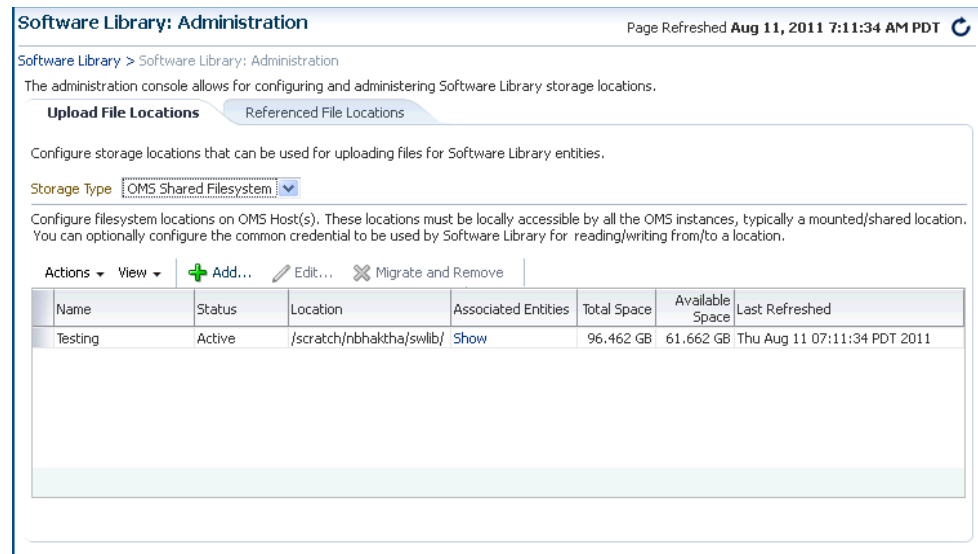 Software Library: Administration
Page Refreshed Aug 11, 2011 7:11:34 AM PDT
Software Library > Software Library: Administration
The administration console allows for configuring and administering Software Library storage locations.
Upload File Locations Referenced File Locations
Configure storage locations that can be used for uploading files for Software Library entities.
Storage Type OMS Shared Filesystem
Configure filesystem locations on OMS Host(s). These locations must be locally accessible by all the OMS instances, typically a mounted/shared location.
You can optionally configure the common credential to be used by Software Library for reading/writing from/to a location.
Actions View Add... Edit... Migrate and Remove
Name Status Location Associated Entities Total Space Available Space Last Refreshed
Testing Active /scratch/nbhaktha/swlib/ Show 96.462 GB 61.662 GB Thu Aug 11 07:11:34 PDT 2011